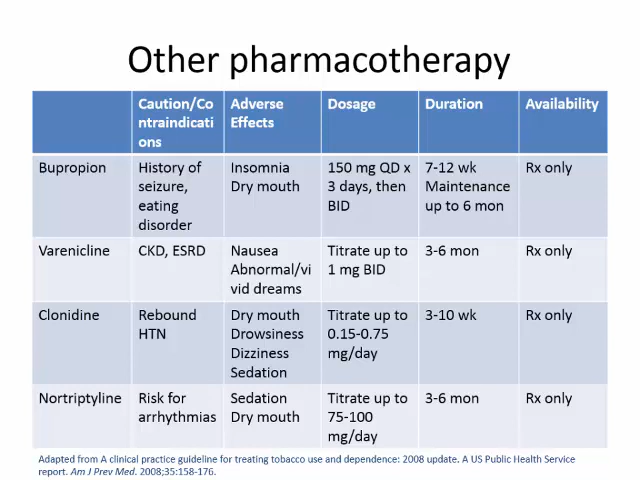 Other pharmacotherapy
Caution/Co
ntraindicati
ons
Adverse
Effects
Dosage
Duration
Availability
Bupropion
History of
seizure,
eating
disorder
Insomnia
Dry mouth
150 mg QD x
3 days, then
BID
7-12 wk
Maintenance
up to 6 mon
Rx only
Varenicline
CKD, ESRD
Nausea
Abnormal/vi
vid dreams
Titrate up to
1 mg BID
3-6 mon
Rx only
Clonidine
Rebound
HTN
Dry mouth
Drowsiness
Dizziness
Sedation
Titrate up to
0.15-0.75
mg/day
3-10 wk
Rx only
Nortriptyline
Risk for
arrhythmias
Sedation
Dry mouth
Titrate up to
75-100
mg/day
3-6 mon
Rx only
Adapted from A clinical practice guideline for treating tobacco use and dependence: 2008 update. A US Public Health Service
report. Am J Prev Med. 2008;35:158-176.